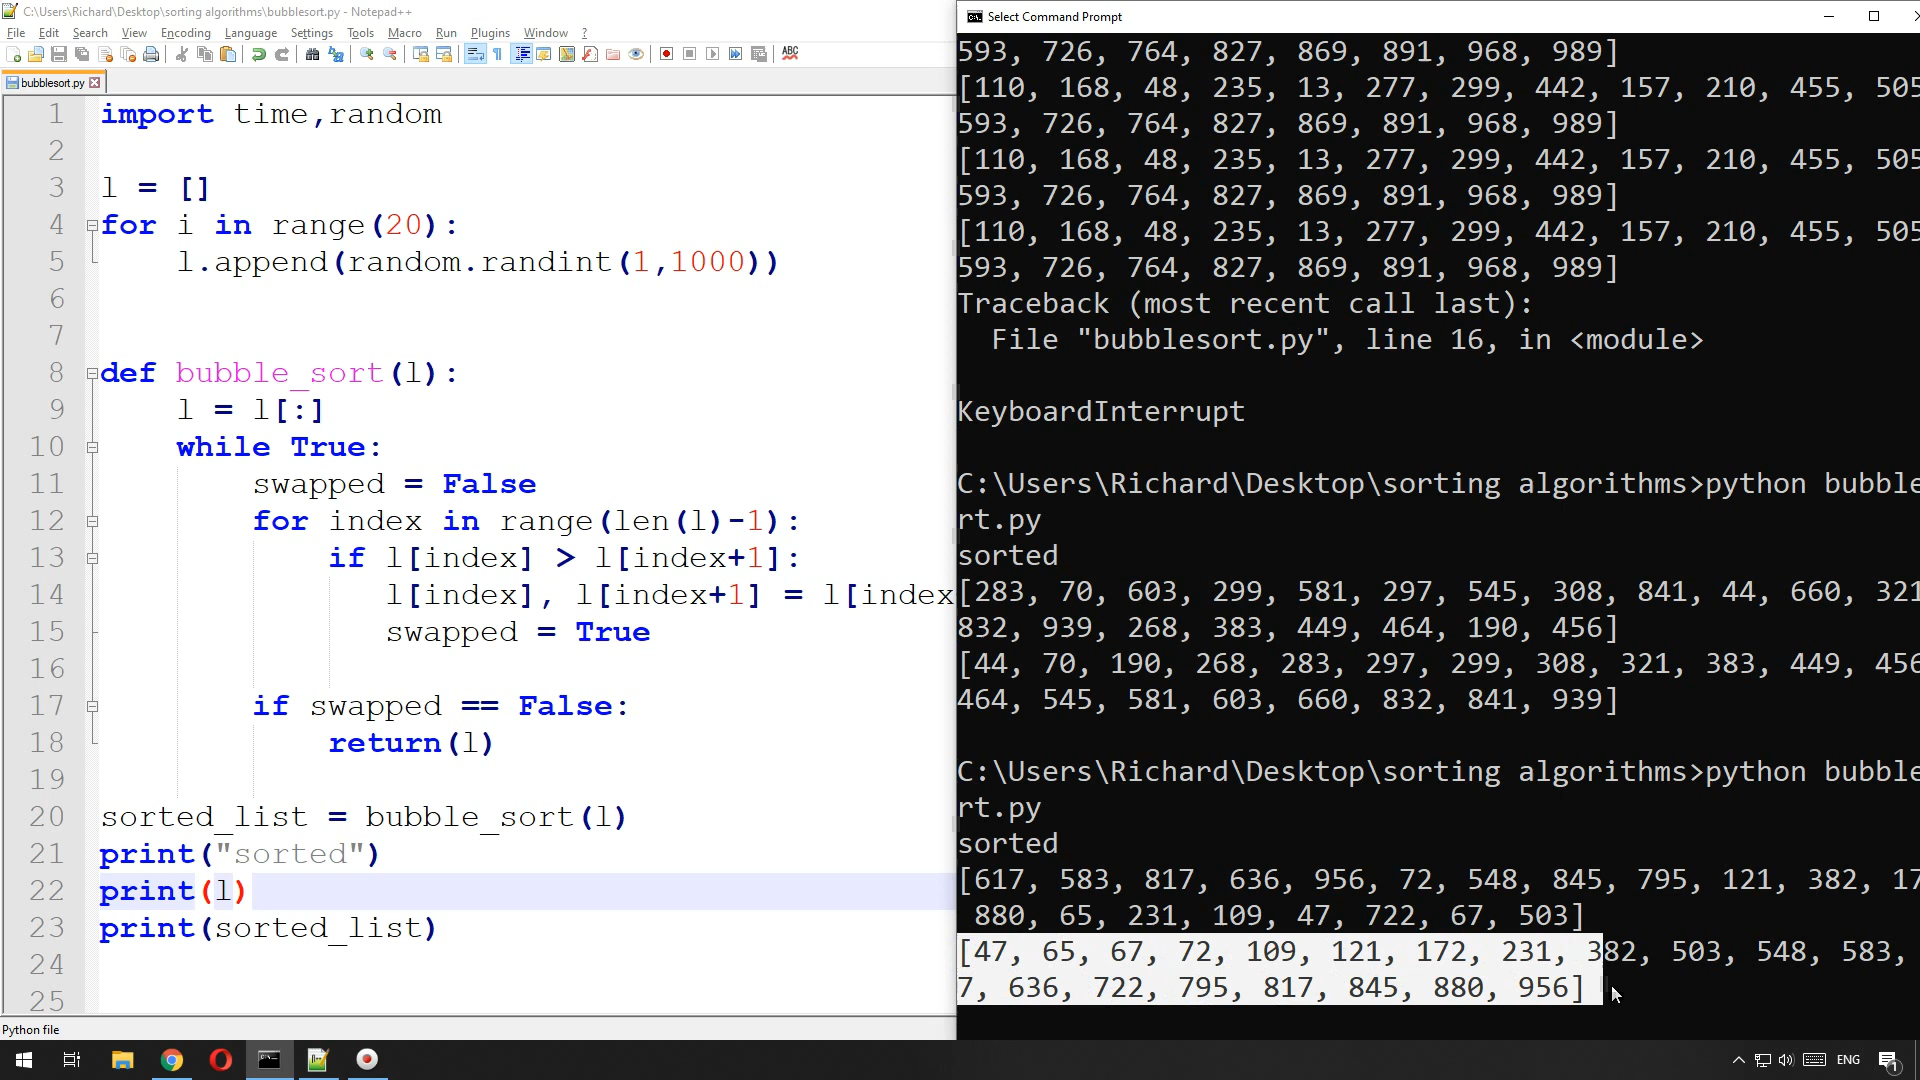 C:\Users\Richard\Desktop\sorting algorithms\bubblesort.py - Notepad++
File Edit Search View Encoding Language Settings Tools Macro Run Plugins Window ?
ABC
bubblesort.py
1 import time,random
2
3 l = []
4 for i in range(20):
5 l.append(random.randint(1,1000))
6
7
8 def bubble_sort(l):
9 l = l[:]
10 while True:
11 swapped = False
12 for index in range(len(l)-1):
13 if l[index] > l[index+1]:
14 l[index], l[index+1] = l[index
15 swapped = True
16
17 if swapped == False:
18 return(l)
19
20 sorted_list = bubble_sort(l)
21 print("sorted")
22 print(l)
23 print(sorted_list)
24
25
Python file
Select Command Prompt
593, 726, 764, 827, 869, 891, 968, 989]
[110, 168, 48, 235, 13, 277, 299, 442, 157, 210, 455, 505
593, 726, 764, 827, 869, 891, 968, 989]
[110, 168, 48, 235, 13, 277, 299, 442, 157, 210, 455, 505
593, 726, 764, 827, 869, 891, 968, 989]
[110, 168, 48, 235, 13, 277, 299, 442, 157, 210, 455, 505
593, 726, 764, 827, 869, 891, 968, 989]
Traceback (most recent call last):
File "bubblesort.py", line 16, in <module>
KeyboardInterrupt
C:\Users\Richard\Desktop\sorting algorithms>python bubble
rt.py
sorted
[283, 70, 603, 299, 581, 297, 545, 308, 841, 44, 660, 321
832, 939, 268, 383, 449, 464, 190, 456]
[44, 70, 190, 268, 283, 297, 299, 308, 321, 383, 449, 456
464, 545, 581, 603, 660, 832, 841, 939]
C:\Users\Richard\Desktop\sorting algorithms>python bubble
rt.py
sorted
[617, 583, 817, 636, 956, 72, 548, 845, 795, 121, 382, 17
880, 65, 231, 109, 47, 722, 67, 503]
[47, 65, 67, 72, 109, 121, 172, 231, 382, 503, 548, 583,
7, 636, 722, 795, 817, 845, 880, 956]
ENG
1